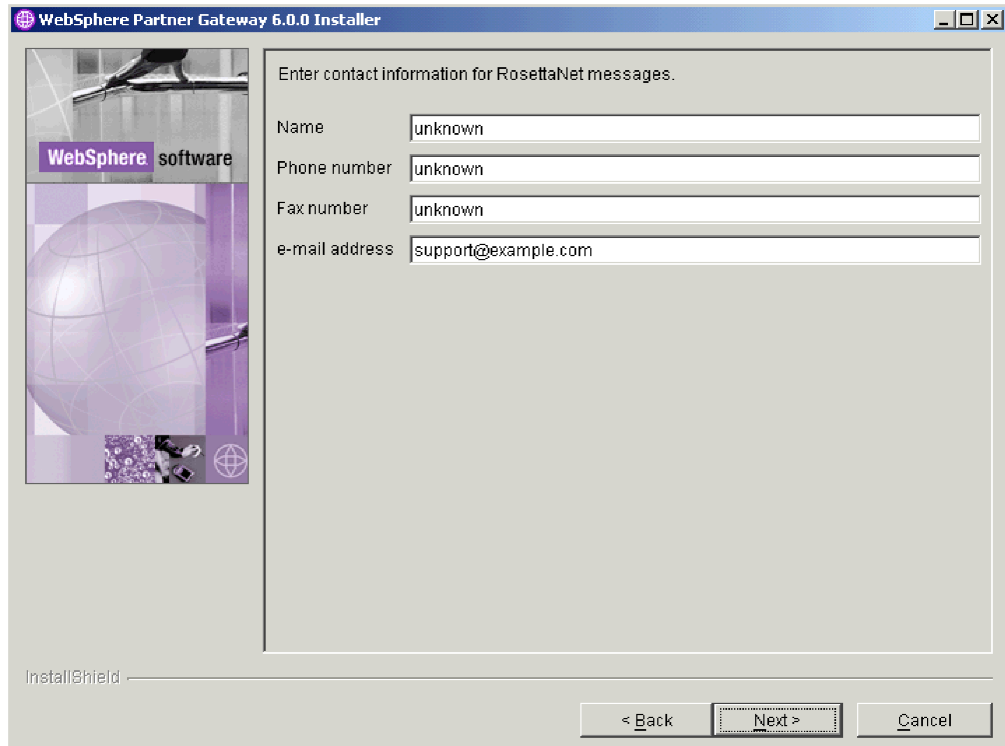 WebSphere Partner Gateway 6.0.0 Installer
WebSphere software
Enter contact information for RosettaNet messages.
Name unknown
Phone number unknown
Fax number unknown
e-mail address support@example.com
InstallShield
< Back Next > Cancel